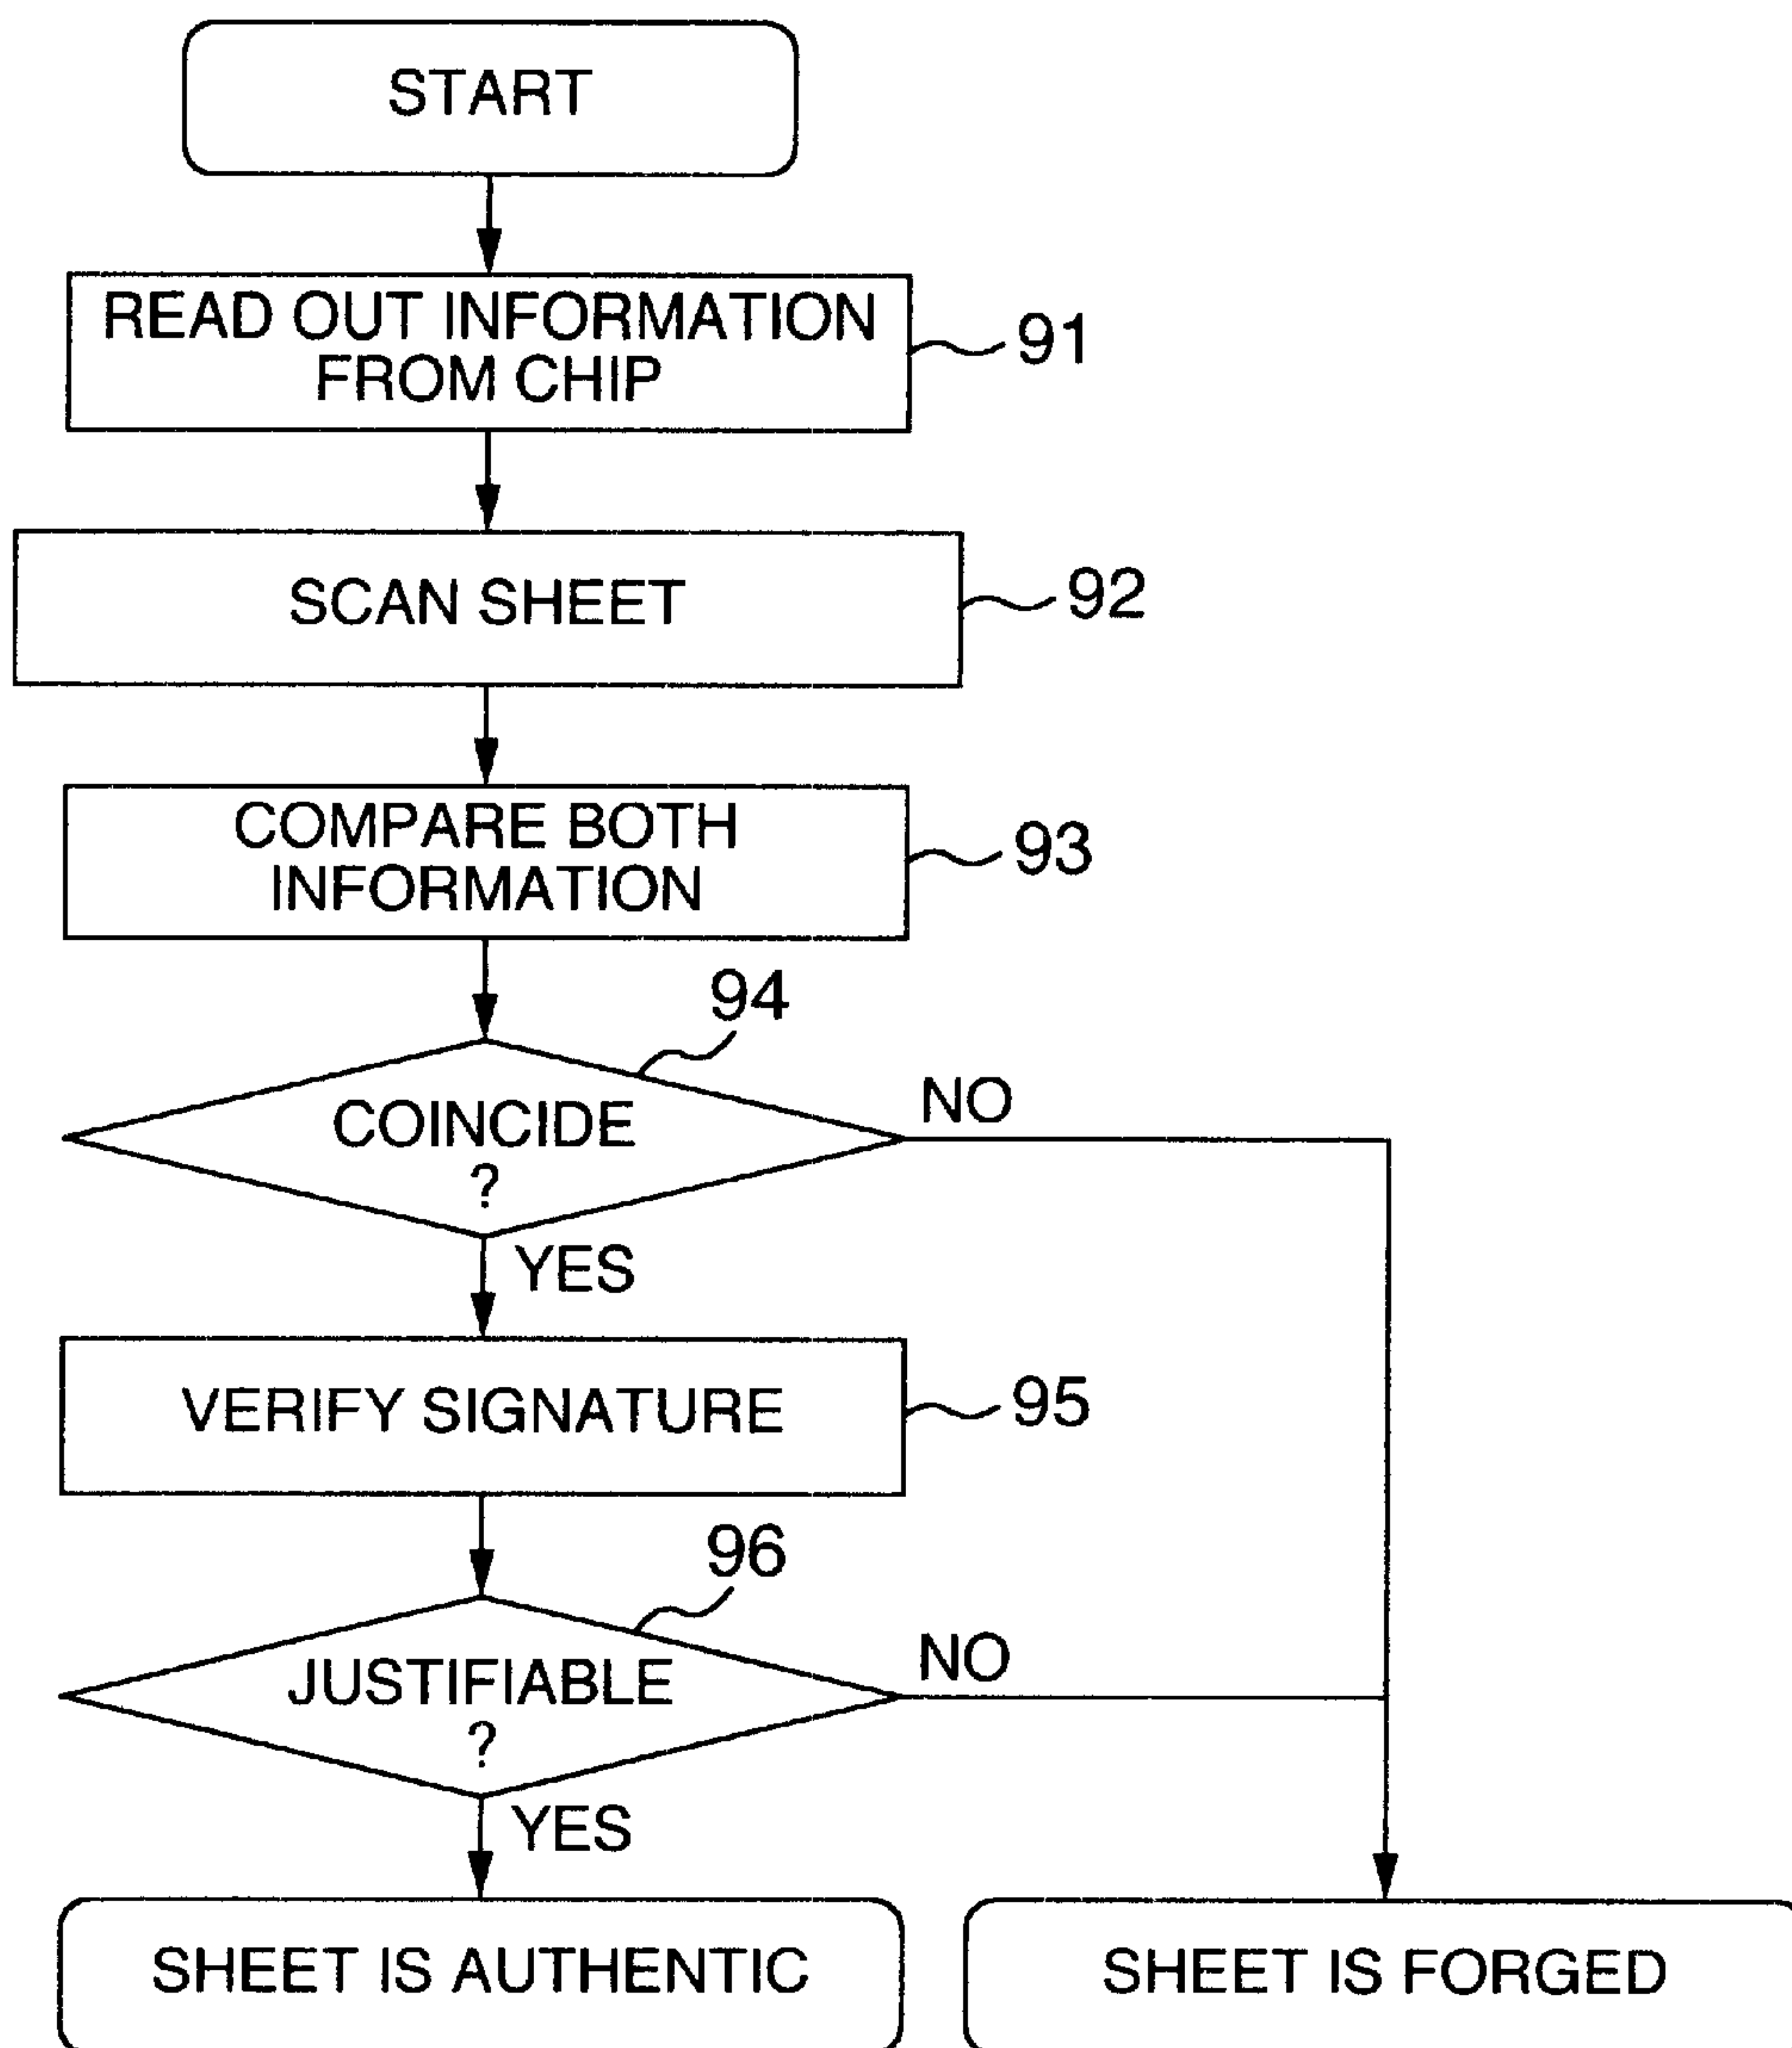 START
READ OUT INFORMATION
FROM CHIP
91
SCAN SHEET
92
COMPARE BOTH
INFORMATION
93
94
COINCIDE
?
NO
YES
VERIFY SIGNATURE
95
96
JUSTIFIABLE
?
NO
YES
SHEET IS AUTHENTIC
SHEET IS FORGED